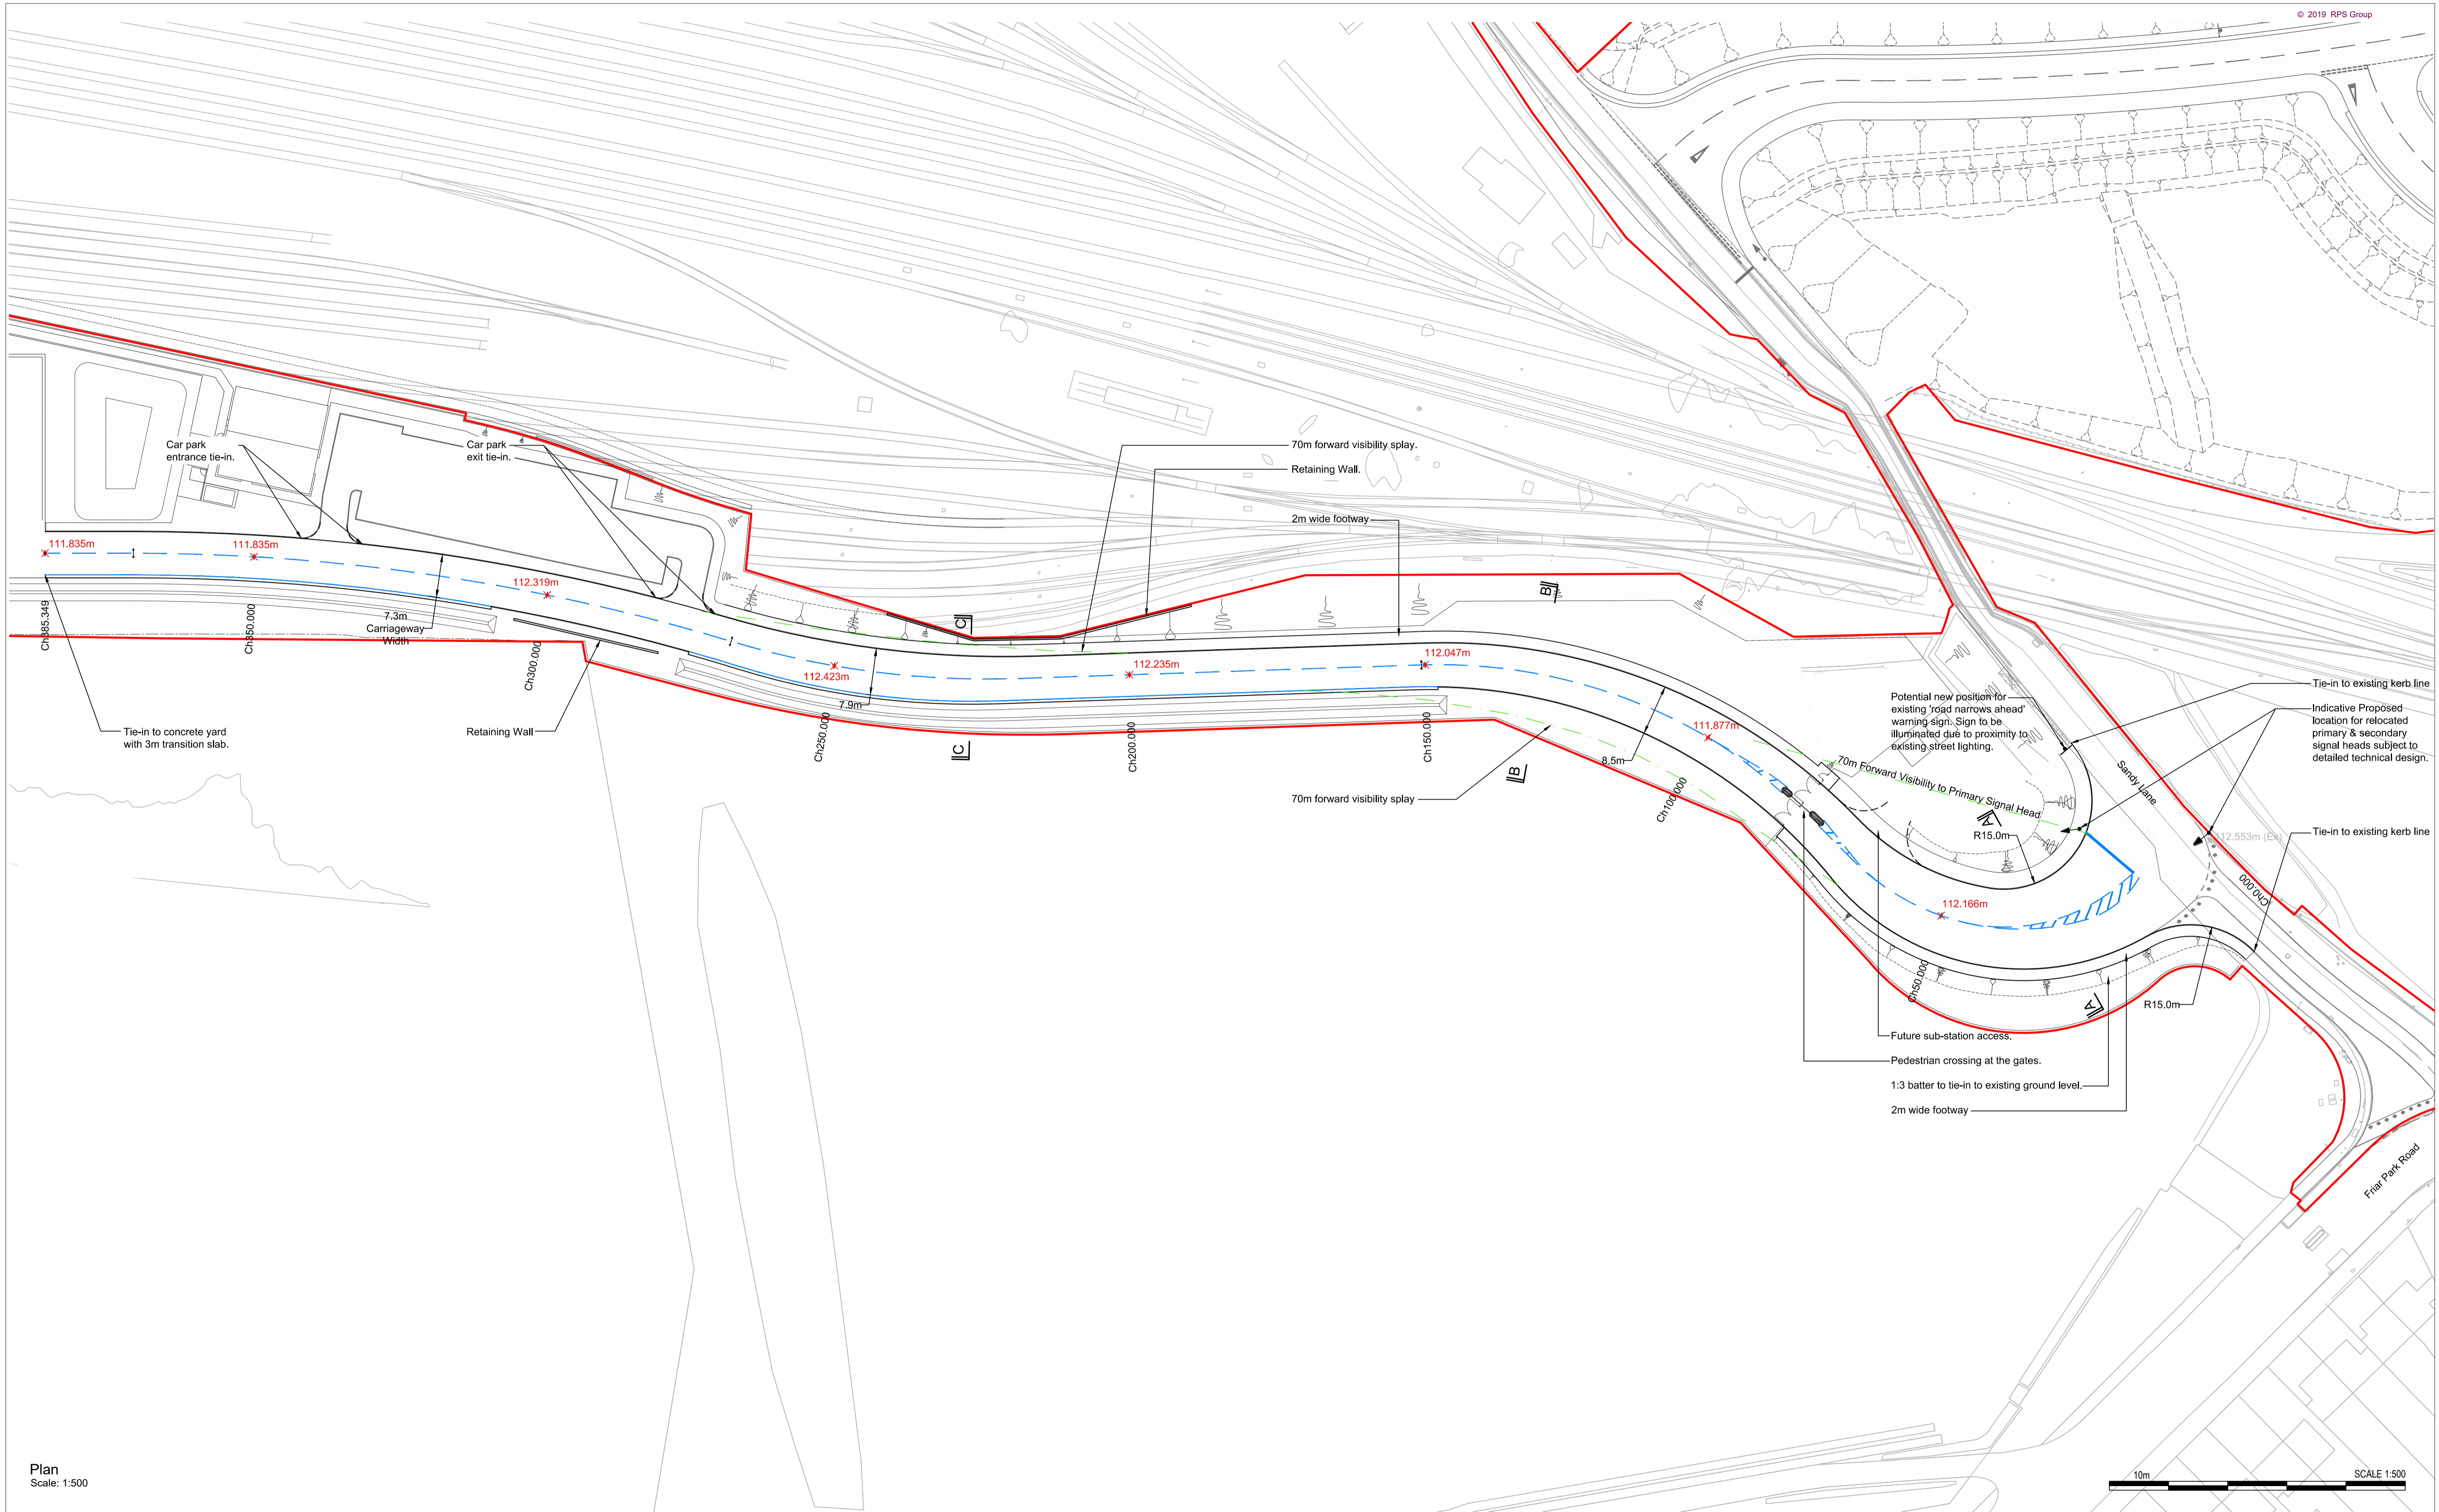 © 2019 RPS Group
Car park
entrance tie-in.
Car park
exit tie-in.
70m forward visibility splay.
Retaining Wall.
2m wide footway
111.835m
111.835m
112.319m
112.423m
112.235m
112.047m
111.877m
112.166m
112.553m (Ex)
7.3m
Carriageway
Width
7.9m
8.5m
Ch385.349
Ch350.000
Ch300.000
Ch250.000
Ch200.000
Ch150.000
Ch100.000
Ch50.000
Ch0.000
C
C
B
B
A
A
Tie-in to concrete yard
with 3m transition slab.
Retaining Wall
70m forward visibility splay
Potential new position for
existing 'road narrows ahead'
warning sign. Sign to be
illuminated due to proximity to
existing street lighting.
70m Forward Visibility to Primary Signal Head
R15.0m
R15.0m
Sandy Lane
Tie-in to existing kerb line
Indicative Proposed
location for relocated
primary & secondary
signal heads subject to
detailed technical design.
Tie-in to existing kerb line
Future sub-station access.
Pedestrian crossing at the gates.
1:3 batter to tie-in to existing ground level.
2m wide footway
Friar Park Road
Plan
Scale: 1:500
10m
SCALE 1:500